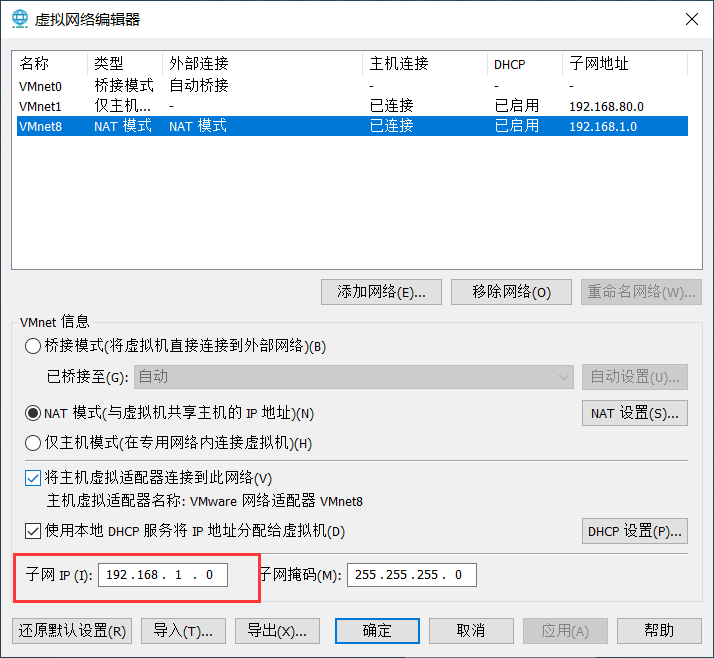 虚拟网络编辑器
名称 类型 外部连接 主机连接 DHCP 子网地址
VMnet0 桥接模式 自动桥接 - - -
VMnet1 仅主机... - 已连接 已启用 192.168.80.0
VMnet8 NAT 模式 NAT 模式 已连接 已启用 192.168.1.0
添加网络(E)... 移除网络(O) 重命名网络(W)...
VMnet 信息
桥接模式(将虚拟机直接连接到外部网络)(B)
已桥接至(G): 自动 自动设置(U)...
NAT 模式(与虚拟机共享主机的 IP 地址)(N) NAT 设置(S)...
仅主机模式(在专用网络内连接虚拟机)(H)
将主机虚拟适配器连接到此网络(V)
主机虚拟适配器名称: VMware 网络适配器 VMnet8
使用本地 DHCP 服务将 IP 地址分配给虚拟机(D) DHCP 设置(P)...
子网 IP (I): 192.168. 1 . 0 子网掩码(M): 255.255.255. 0
还原默认设置(R) 导入(T)... 导出(X)... 确定 取消 应用(A) 帮助